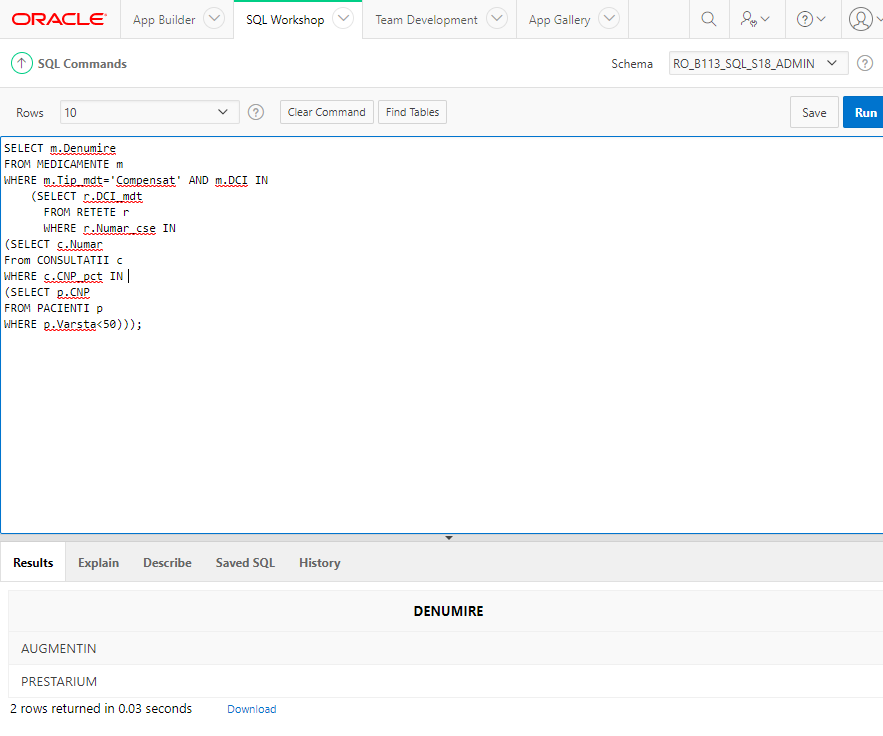 ORACLE® App Builder SQL Workshop Team Development App Gallery
SQL Commands Schema RO_B113_SQL_S18_ADMIN
Rows 10 Clear Command Find Tables Save Run
SELECT m.Denumire
FROM MEDICAMENTE m
WHERE m.Tip_mdt='Compensat' AND m.DCI IN
(SELECT r.DCI_mdt
FROM RETETE r
WHERE r.Numar_cse IN
(SELECT c.Numar
From CONSULTATII c
WHERE c.CNP_pct IN
(SELECT p.CNP
FROM PACIENTI p
WHERE p.Varsta<50)));
Results Explain Describe Saved SQL History
DENUMIRE
AUGMENTIN
PRESTARIUM
2 rows returned in 0.03 seconds Download